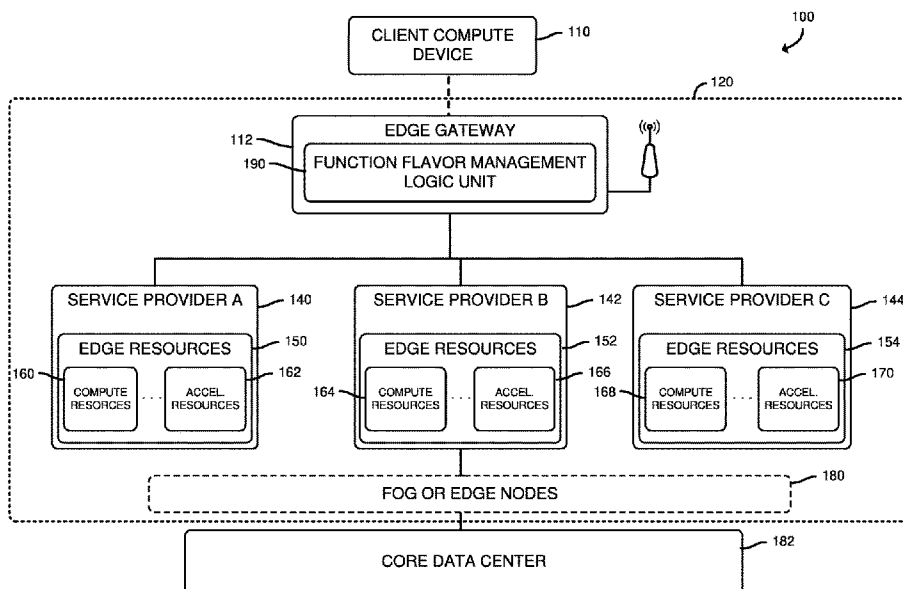 CLIENT COMPUTE
DEVICE
110
100
120
EDGE GATEWAY
112
190
FUNCTION FLAVOR MANAGEMENT
LOGIC UNIT
SERVICE PROVIDER A
140
SERVICE PROVIDER B
142
SERVICE PROVIDER C
144
EDGE RESOURCES
150
EDGE RESOURCES
152
EDGE RESOURCES
154
160
COMPUTE
RESORCES
. . .
ACCEL.
RESOURCES
162
164
COMPUTE
RESOURCES
. . .
ACCEL.
RESOURCES
166
168
COMPUTE
RESOURCES
. . .
ACCEL.
RESOURCES
170
FOG OR EDGE NODES
180
CORE DATA CENTER
182